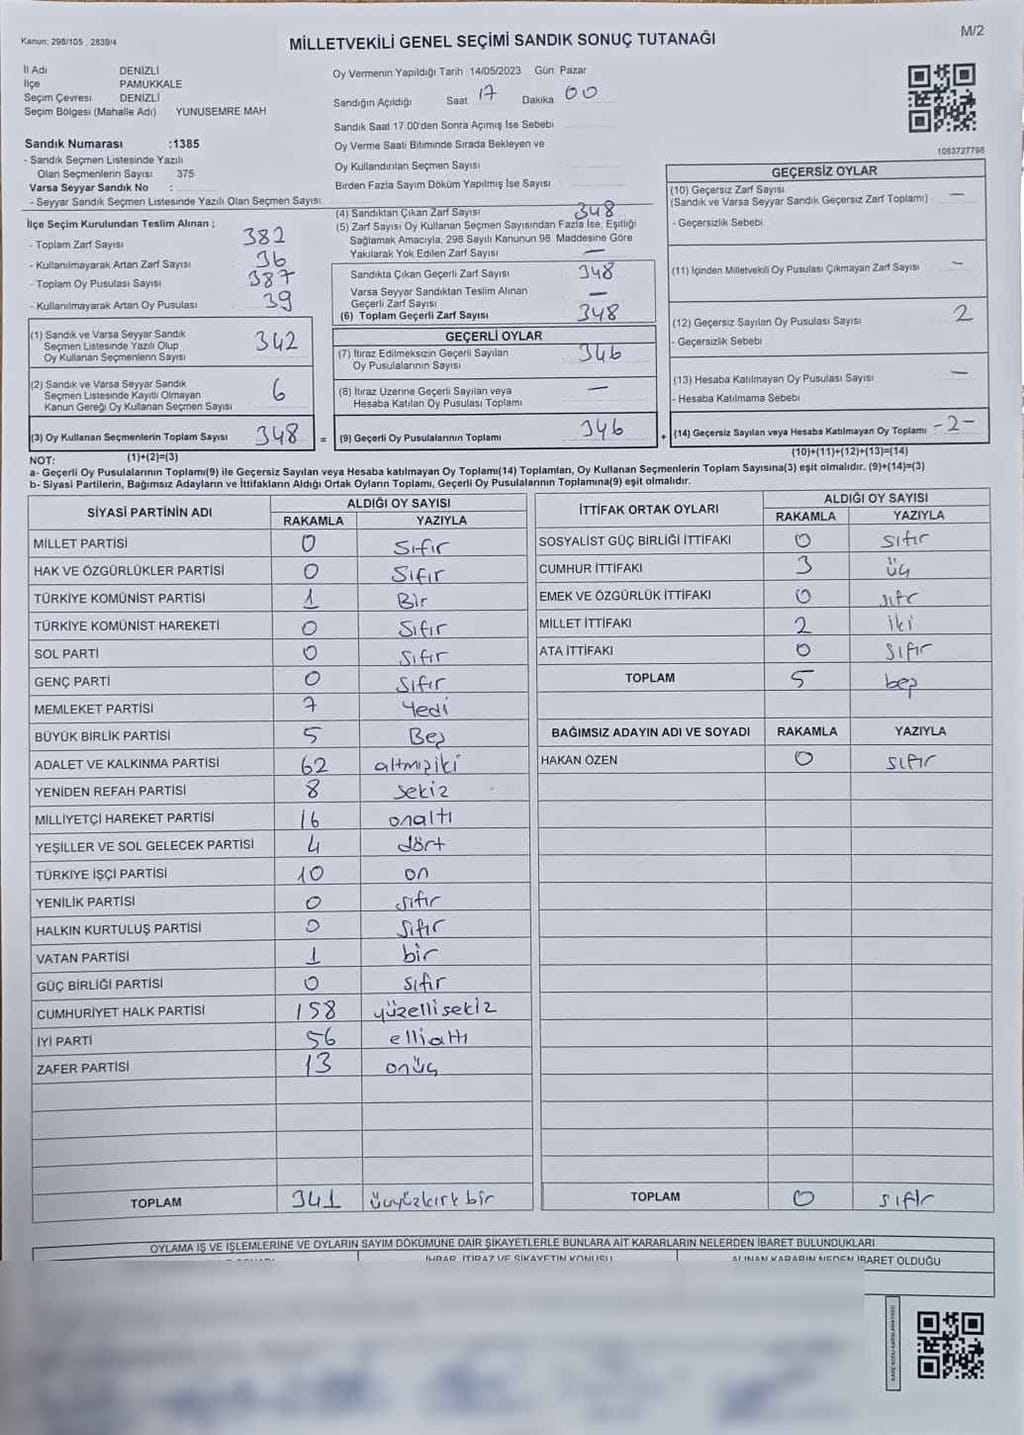 Kanun: 298/105 2839/4
MİLLETVEKİLİ GENEL SEÇİMİ SANDIK SONUÇ TUTANAĞI
M/2
İl Adı DENİZLİ
İlçe PAMUKKALE
Seçim Çevresi DENİZLİ
Seçim Bölgesi (Mahalle Adı) YUNUSEMRE MAH
Sandık Numarası :1385
- Sandık Seçmen Listesinde Yazılı
Olan Seçmenlerin Sayısı 375
Varsa Seyyar Sandık No :
- Seyyar Sandık Seçmen Listesinde Yazılı Olan Seçmen Sayısı
Oy Vermenin Yapıldığı Tarih 14/05/2023 Gün Pazar
Sandığın Açıldığı Saat 17 Dakika 00
Sandık Saat 17.00'den Sonra Açımış İse Sebebi
Oy Verme Saati Bitiminde Sırada Bekleyen ve
Oy Kullandırılan Seçmen Sayısı
Birden Fazla Sayım Döküm Yapılmış İse Sayısı
1083727798
İlçe Seçim Kurulundan Teslim Alınan ;
- Toplam Zarf Sayısı 382
- Kullanılmayarak Artan Zarf Sayısı 36
- Toplam Oy Pusulası Sayısı 387
- Kullanılmayarak Artan Oy Pusulası 39
(1) Sandık ve Varsa Seyyar Sandık
Seçmen Listesinde Yazılı Olup
Oy Kullanan Seçmenlerin Sayısı 342
(2) Sandık ve Varsa Seyyar Sandık
Seçmen Listesinde Kayıtlı Olmayan
Kanun Gereği Oy Kullanan Seçmen Sayısı 6
(3) Oy Kullanan Seçmenlerin Toplam Sayısı 348 =
(1)+(2)=(3)
(4) Sandıktan Çıkan Zarf Sayısı 348
(5) Zarf Sayısı Oy Kullanan Seçmen Sayısından Fazla İse, Eşitliği
Sağlamak Amacıyla, 298 Sayılı Kanunun 98. Maddesine Göre
Yakılarak Yok Edilen Zarf Sayısı —
Sandıkta Çıkan Geçerli Zarf Sayısı 348
Varsa Seyyar Sandıktan Teslim Alınan
Geçerli Zarf Sayısı —
(6) Toplam Geçerli Zarf Sayısı 348
GEÇERLİ OYLAR
(7) İtiraz Edilmeksizin Geçerli Sayılan
Oy Pusulalarının Sayısı 346
(8) İtiraz Üzerine Geçerli Sayılan veya
Hesaba Katılan Oy Pusulası Toplamı —
(9) Geçerli Oy Pusulalarının Toplamı 346 +
GEÇERSİZ OYLAR
(10) Geçersiz Zarf Sayısı —
(Sandık ve Varsa Seyyar Sandık Geçersiz Zarf Toplamı)
- Geçersizlik Sebebi
(11) İçinden Milletvekili Oy Pusulası Çıkmayan Zarf Sayısı —
(12) Geçersiz Sayılan Oy Pusulası Sayısı 2
- Geçersizlik Sebebi
(13) Hesaba Katılmayan Oy Pusulası Sayısı —
- Hesaba Katılmama Sebebi
(14) Geçersiz Sayılan veya Hesaba Katılmayan Oy Toplamı -2-
(10)+(11)+(12)+(13)=(14)
NOT:
a- Geçerli Oy Pusulalarının Toplamı(9) ile Geçersiz Sayılan veya Hesaba katılmayan Oy Toplamı(14) Toplamları, Oy Kullanan Seçmenlerin Toplam Sayısına(3) eşit olmalıdır. (9)+(14)=(3)
b- Siyasi Partilerin, Bağımsız Adayların ve İttifakların Aldığı Ortak Oyların Toplamı, Geçerli Oy Pusulalarının Toplamına(9) eşit olmalıdır.
SİYASİ PARTİNİN ADI ALDIĞI OY SAYISI
RAKAMLA YAZIYLA
MİLLET PARTİSİ 0 Sıfır
HAK VE ÖZGÜRLÜKLER PARTİSİ 0 Sıfır
TÜRKİYE KOMÜNİST PARTİSİ 1 Bir
TÜRKİYE KOMÜNİST HAREKETİ 0 Sıfır
SOL PARTİ 0 Sıfır
GENÇ PARTİ 0 Sıfır
MEMLEKET PARTİSİ 7 Yedi
BÜYÜK BİRLİK PARTİSİ 5 Beş
ADALET VE KALKINMA PARTİSİ 62 altmışiki
YENİDEN REFAH PARTİSİ 8 sekiz
MİLLİYETÇİ HAREKET PARTİSİ 16 onaltı
YEŞİLLER VE SOL GELECEK PARTİSİ 4 dört
TÜRKİYE İŞÇİ PARTİSİ 10 on
YENİLİK PARTİSİ 0 sıfır
HALKIN KURTULUŞ PARTİSİ 0 sıfır
VATAN PARTİSİ 1 bir
GÜÇ BİRLİĞİ PARTİSİ 0 sıfır
CUMHURİYET HALK PARTİSİ 158 yüzellisekiz
İYİ PARTİ 56 elliAltı
ZAFER PARTİSİ 13 onüç
TOPLAM 341 üçyüzkırk bir
İTTİFAK ORTAK OYLARI ALDIĞI OY SAYISI
RAKAMLA YAZIYLA
SOSYALİST GÜÇ BİRLİĞİ İTTİFAKI 0 sıfır
CUMHUR İTTİFAKI 3 üç
EMEK VE ÖZGÜRLÜK İTTİFAKI 0 sıfr
MİLLET İTTİFAKI 2 iki
ATA İTTİFAKI 0 sıfır
TOPLAM 5 beş
BAĞIMSIZ ADAYIN ADI VE SOYADI RAKAMLA YAZIYLA
HAKAN ÖZEN 0 sıfır
TOPLAM 0 sıfır
OYLAMA İŞ VE İŞLEMLERİNE VE OYLARIN SAYIM DÖKÜMÜNE DAİR ŞİKAYETLERLE BUNLARA AİT KARARLARIN NELERDEN İBARET BULUNDUKLARI
İHBAR, İTİRAZ VE ŞİKAYETİN KONUSU
ALINAN KARARIN NEDEN İBARET OLDUĞU